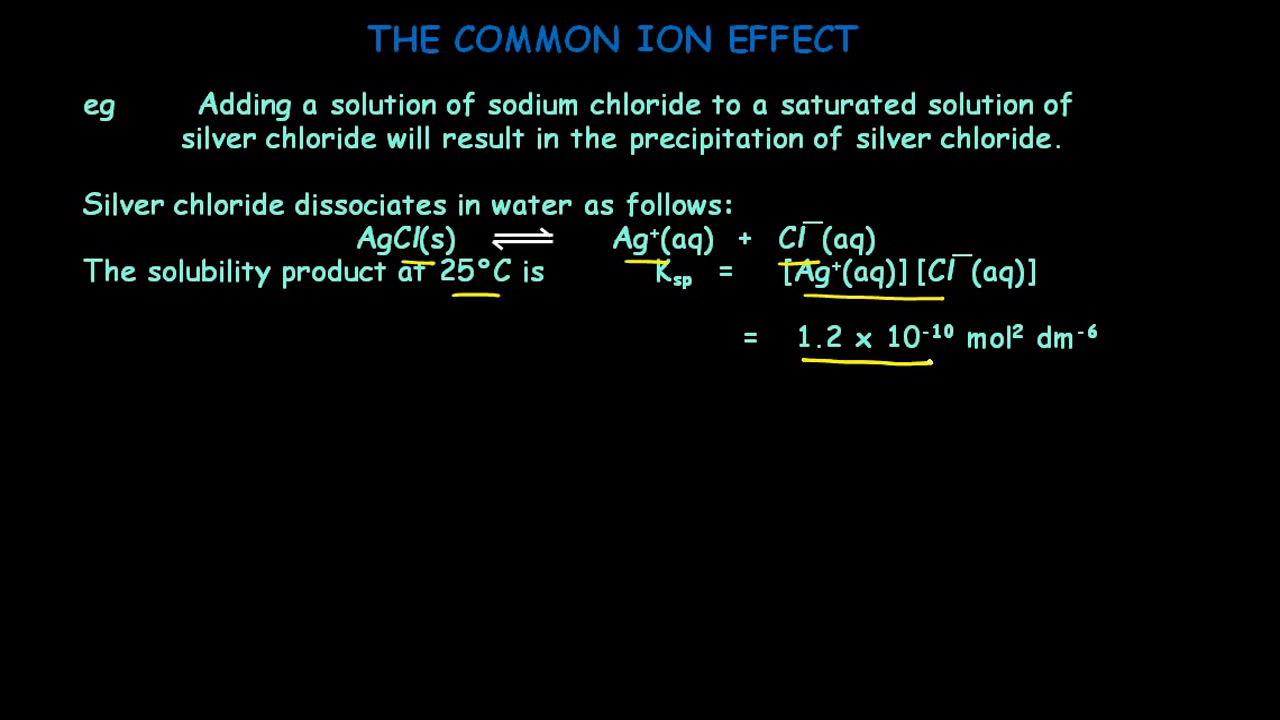 THE COMMON ION EFFECT
eg Adding a solution of sodium chloride to a saturated solution of
silver chloride will result in the precipitation of silver chloride.
Silver chloride dissociates in water as follows:
AgCl(s) ⇌ Ag⁺(aq) + Cl⁻(aq)
The solubility product at 25°C is Kₛₚ = [Ag⁺(aq)] [Cl⁻(aq)]
= 1.2 x 10⁻¹⁰ mol² dm⁻⁶